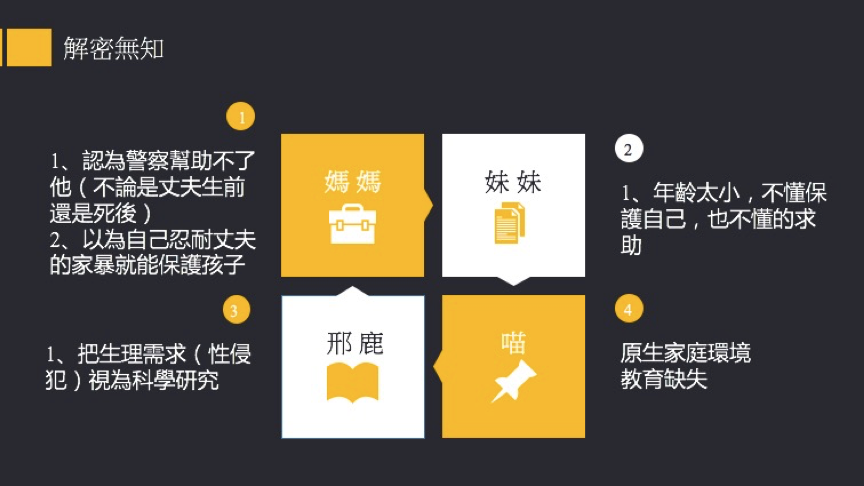 解密無知
1
1、認為警察幫助不了
他（不論是丈夫生前
還是死後）
2、以為自己忍耐丈夫
的家暴就能保護孩子
媽媽
妹妹
2
1、年齡太小，不懂保
護自己，也不懂的求
助
3
1、把生理需求（性侵
犯）視為科學研究
邢鹿
喵
4
原生家庭環境
教育缺失